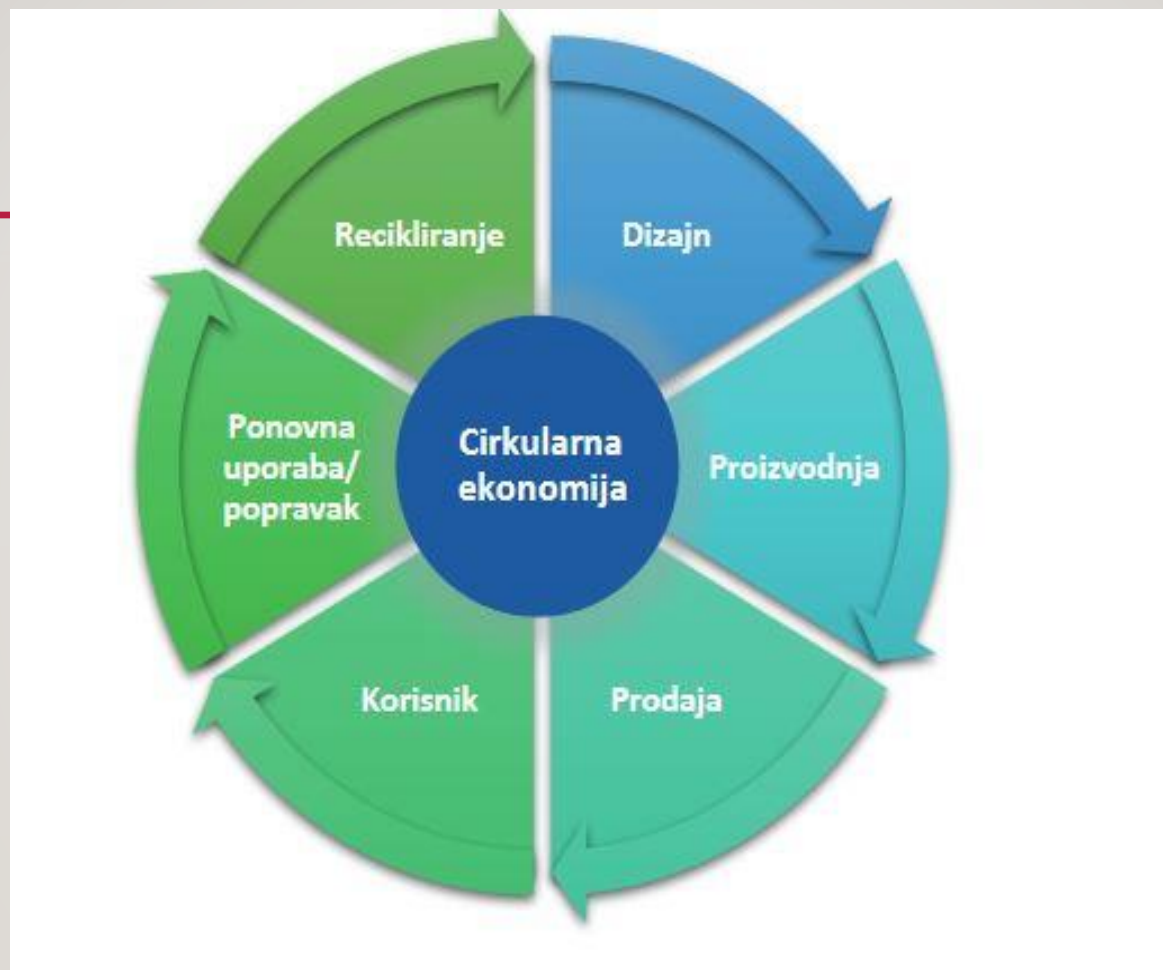 Recikliranje
Dizajn
Ponovna
uporaba/
popravak
Cirkularna
ekonomija
Proizvodnja
Korisnik
Prodaja